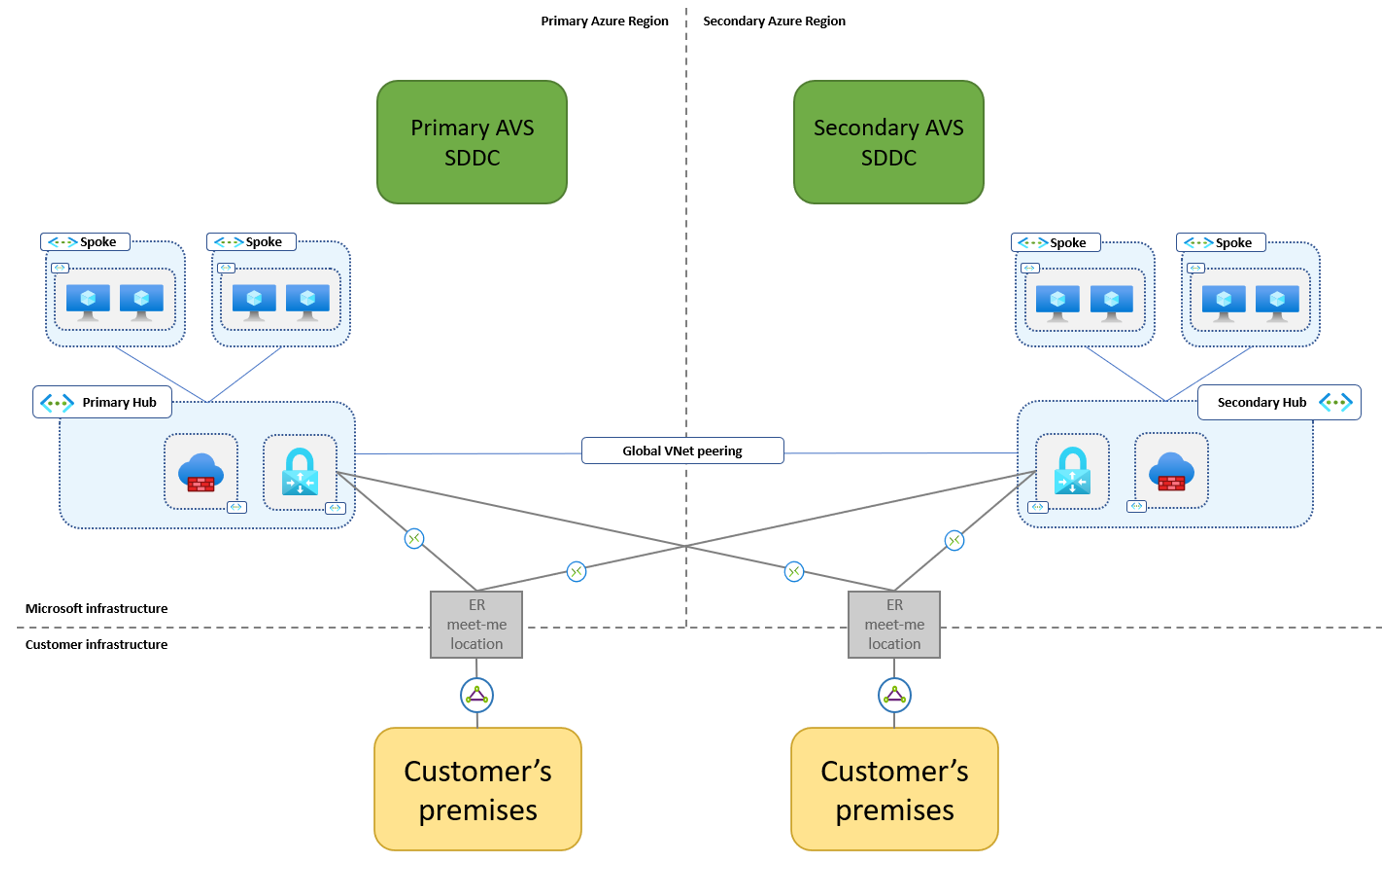 Primary Azure Region
Secondary Azure Region
Primary AVS
SDDC
Secondary AVS
SDDC
Spoke
Spoke
Spoke
Spoke
Primary Hub
Secondary Hub
Global VNet peering
Microsoft infrastructure
Customer infrastructure
ER
meet-me
location
ER
meet-me
location
Customer’s
premises
Customer’s
premises